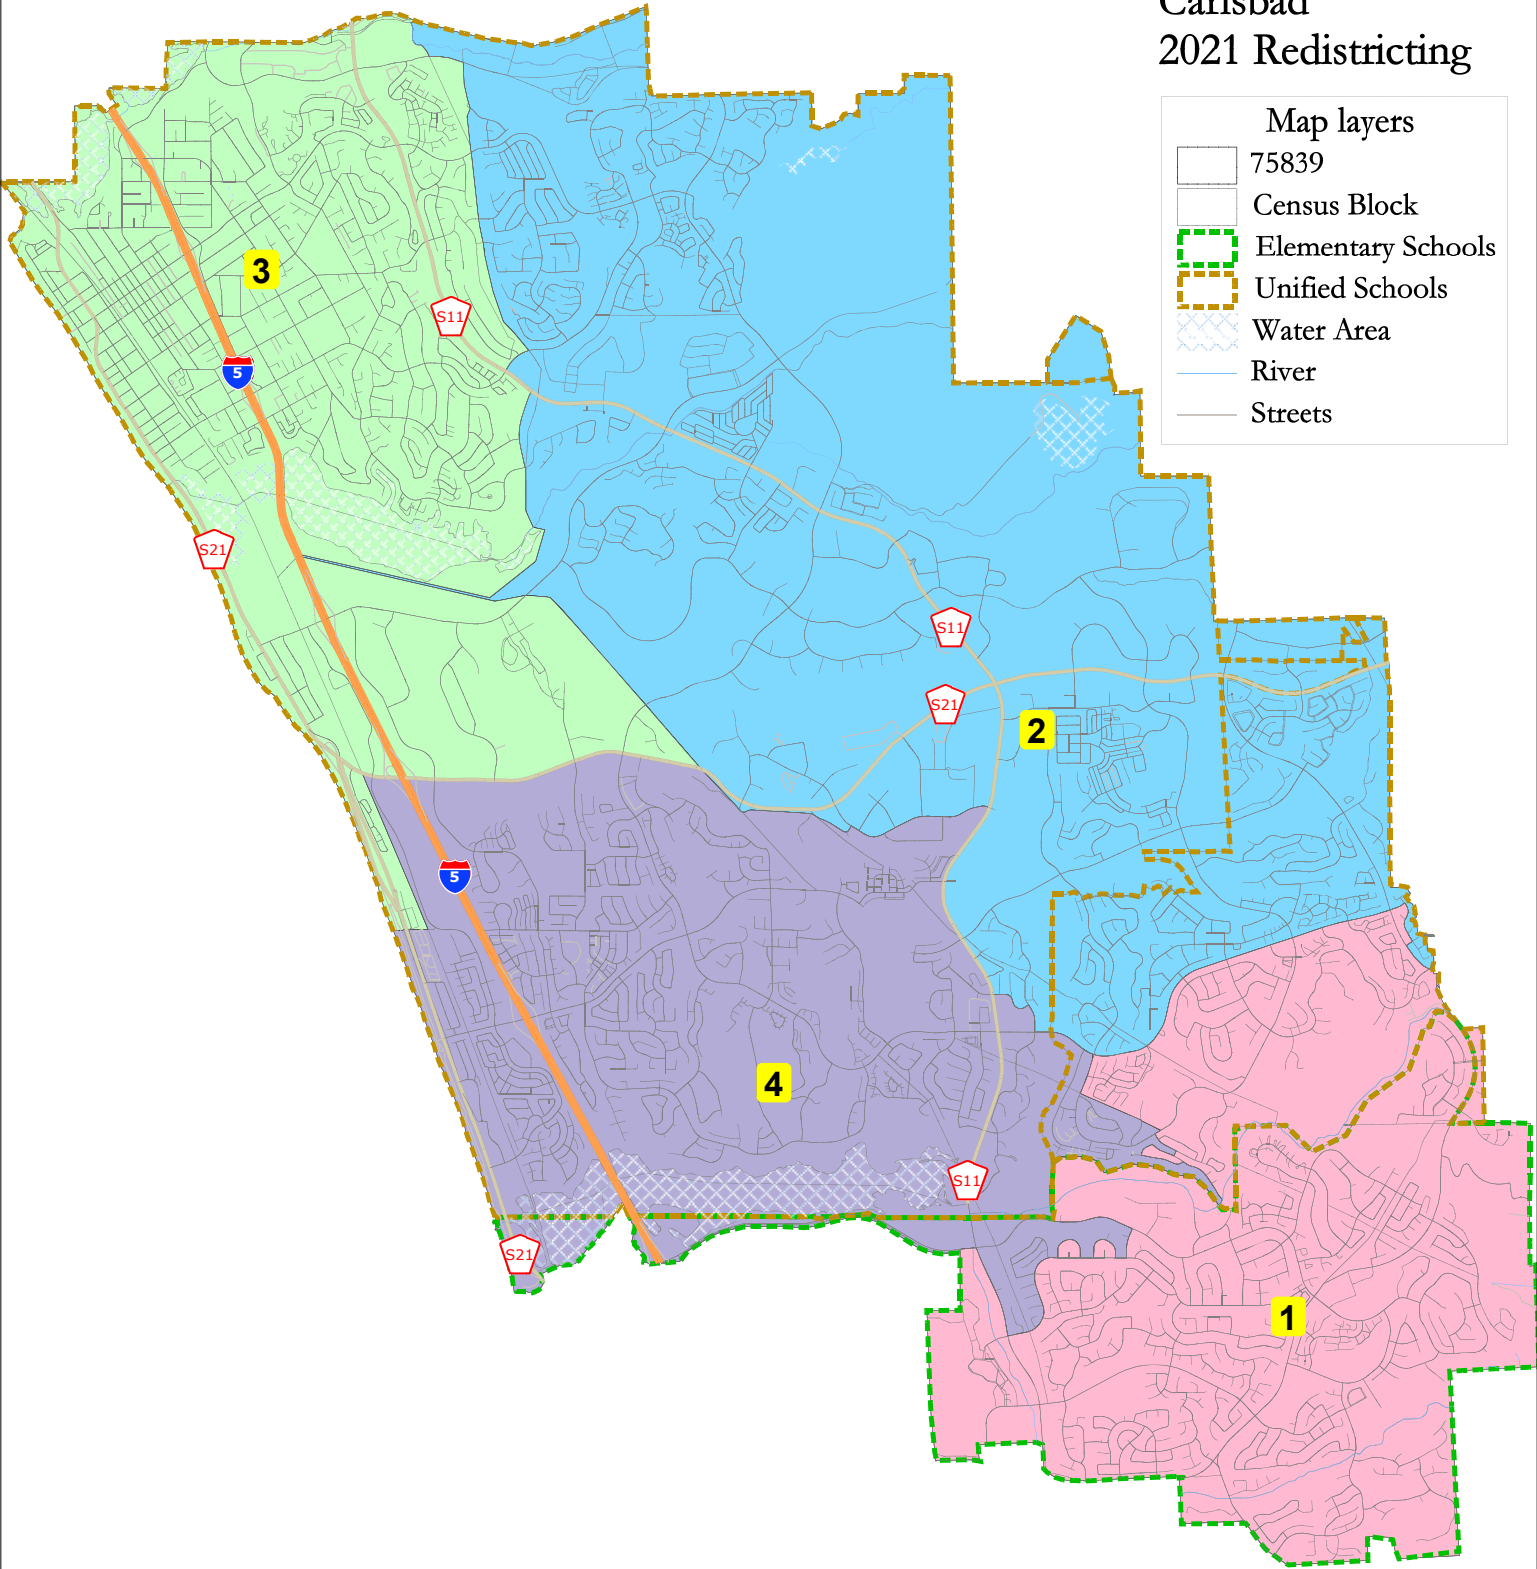 Carlsbad
2021 Redistricting
Map layers
75839
Census Block
Elementary Schools
Unified Schools
Water Area
River
Streets
3
S11
5
S21
S11
S21
2
5
4
S11
S21
1